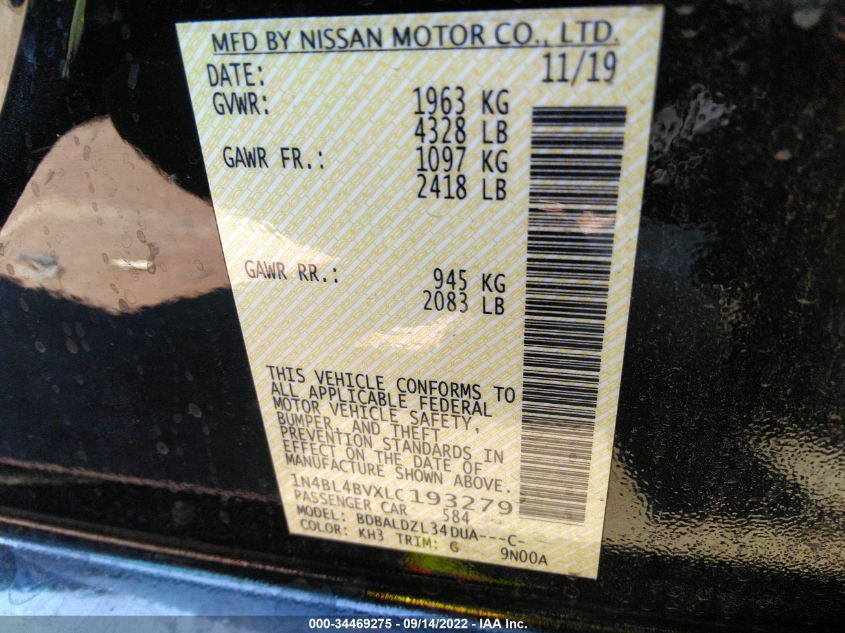 MFD BY NISSAN MOTOR CO., LTD.
DATE: 11/19
GVWR: 1963 KG
4328 LB
GAWR FR.: 1097 KG
2418 LB
GAWR RR.: 945 KG
2083 LB
THIS VEHICLE CONFORMS TO
ALL APPLICABLE FEDERAL
MOTOR VEHICLE SAFETY,
BUMPER, AND THEFT
PREVENTION STANDARDS IN
EFFECT ON THE DATE OF
MANUFACTURE SHOWN ABOVE.
1N4BL4BVXLC193279
PASSENGER CAR 584
MODEL: BDBALDZL34DUA---C-
COLOR: KH3 TRIM: G 9N00A
000-34469275 - 09/14/2022 - IAA Inc.